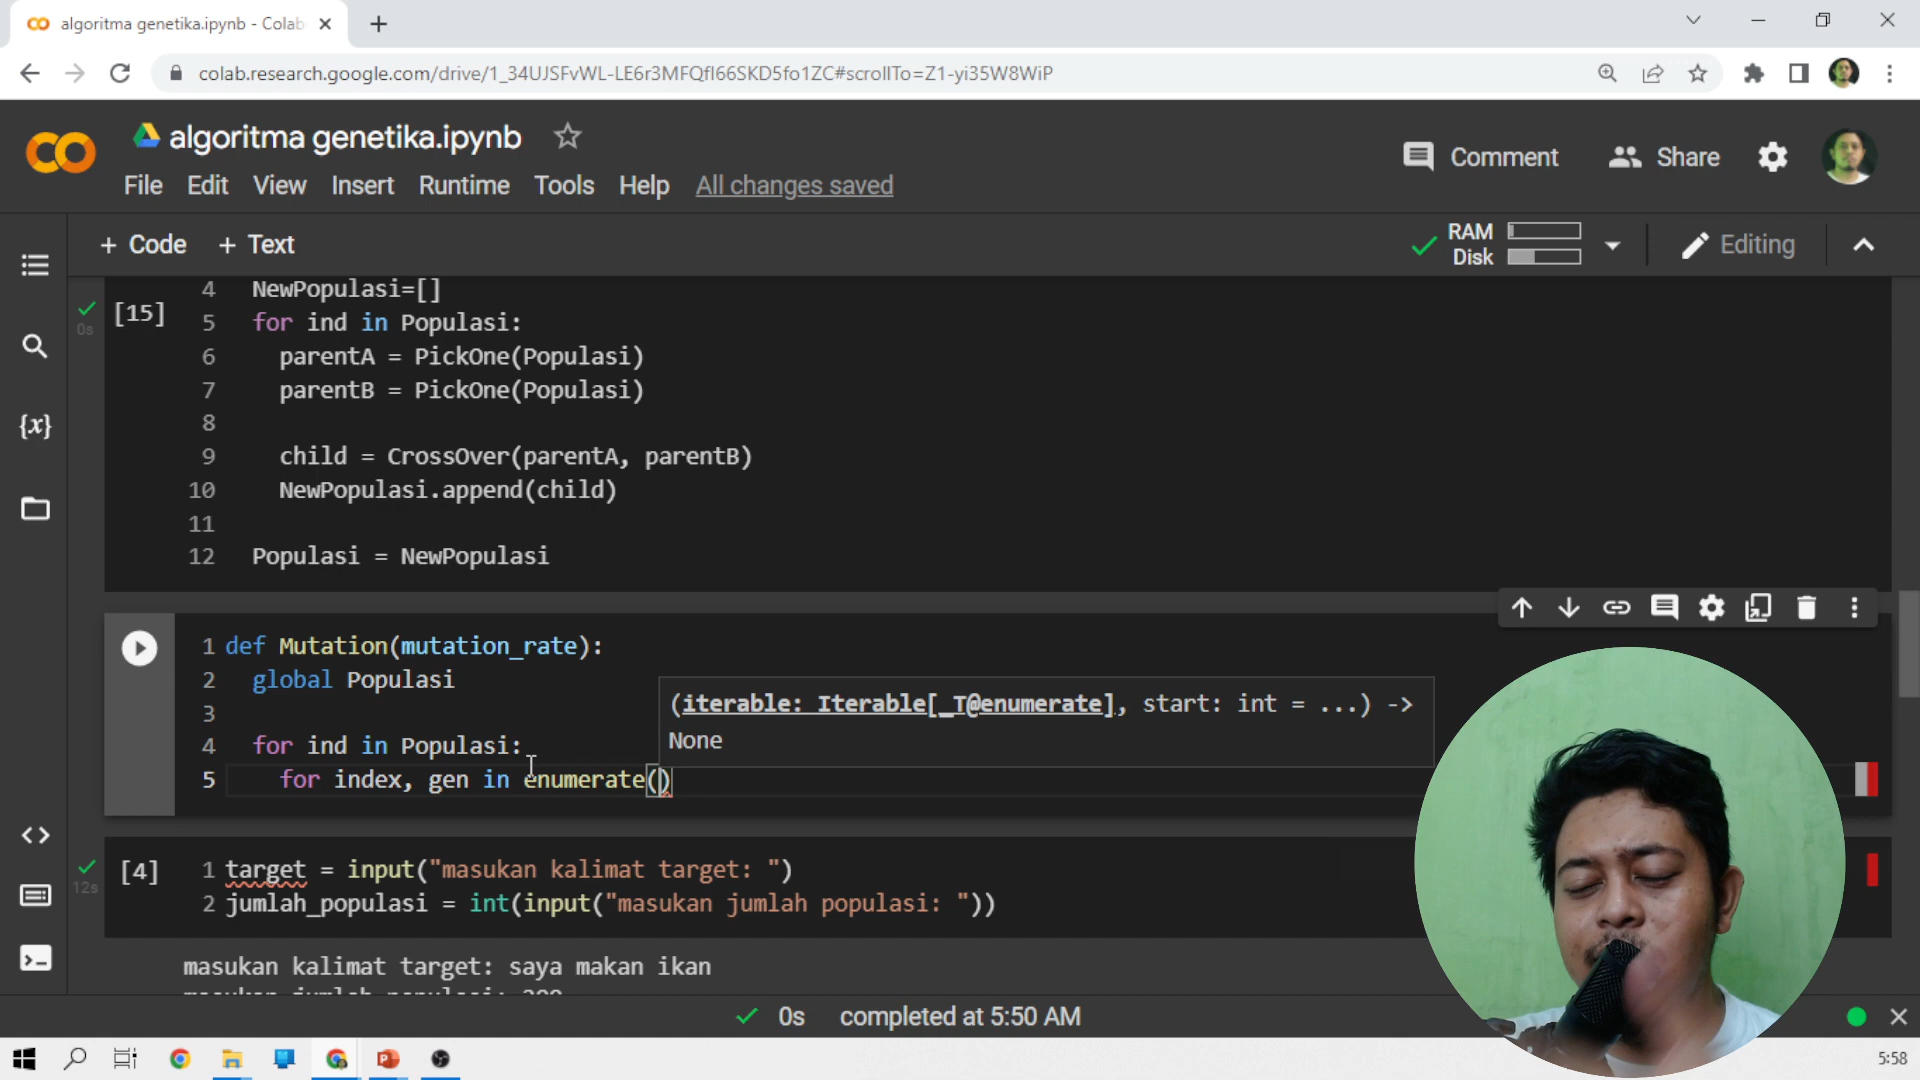 algoritma genetika.ipynb - Colab
colab.research.google.com/drive/1_34UJSFvWL-LE6r3MFQfI66SKD5fo1ZC#scrollTo=Z1-yi35W8WiP
algoritma genetika.ipynb
Comment
Share
File Edit View Insert Runtime Tools Help All changes saved
+ Code + Text
RAM
Disk
Editing
[15]
0s
4 NewPopulasi=[]
5 for ind in Populasi:
6 parentA = PickOne(Populasi)
7 parentB = PickOne(Populasi)
8
9 child = CrossOver(parentA, parentB)
10 NewPopulasi.append(child)
11
12 Populasi = NewPopulasi
1 def Mutation(mutation_rate):
2 global Populasi
3
4 for ind in Populasi:
5 for index, gen in enumerate()
(iterable: Iterable[_T@enumerate], start: int = ...) ->
None
[4]
12s
1 target = input("masukan kalimat target: ")
2 jumlah_populasi = int(input("masukan jumlah populasi: "))
masukan kalimat target: saya makan ikan
0s completed at 5:50 AM
5:58